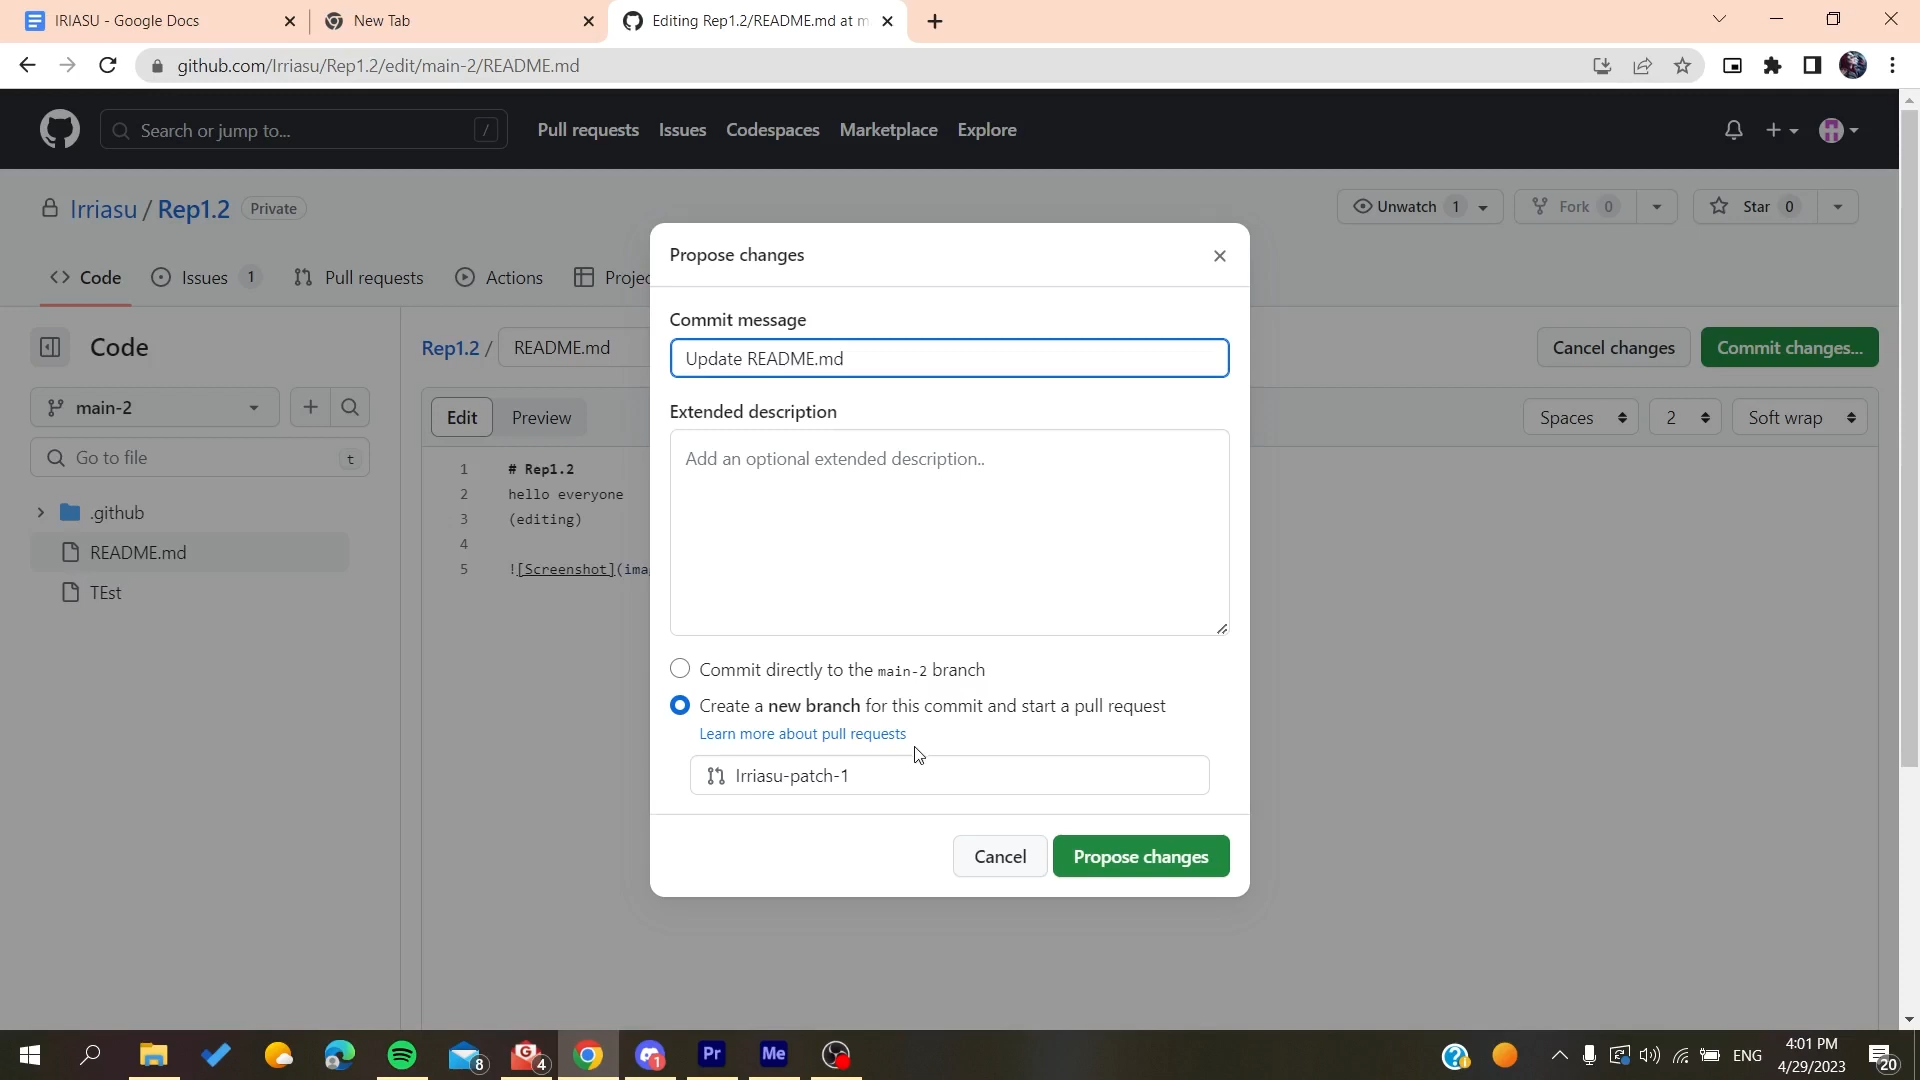 IRIASU - Google Docs
New Tab
Editing Rep1.2/README.md at m
github.com/Irriasu/Rep1.2/edit/main-2/README.md
Search or jump to...
/
Pull requests
Issues
Codespaces
Marketplace
Explore
Irriasu / Rep1.2
Private
Unwatch 1
Fork 0
Star 0
Code
Issues 1
Pull requests
Actions
Projec
Code
Rep1.2 /
README.md
Cancel changes
Commit changes...
main-2
Go to file
t
.github
README.md
TEst
Edit
Preview
Spaces
2
Soft wrap
1 # Rep1.2
2 hello everyone
3 (editing)
4
5 ![Screenshot](ima
Propose changes
Commit message
Update README.md
Extended description
Add an optional extended description..
Commit directly to the main-2 branch
Create a new branch for this commit and start a pull request
Learn more about pull requests
Irriasu-patch-1
Cancel
Propose changes
8
G
4
1
Pr
Me
ENG
4:01 PM
4/29/2023
20